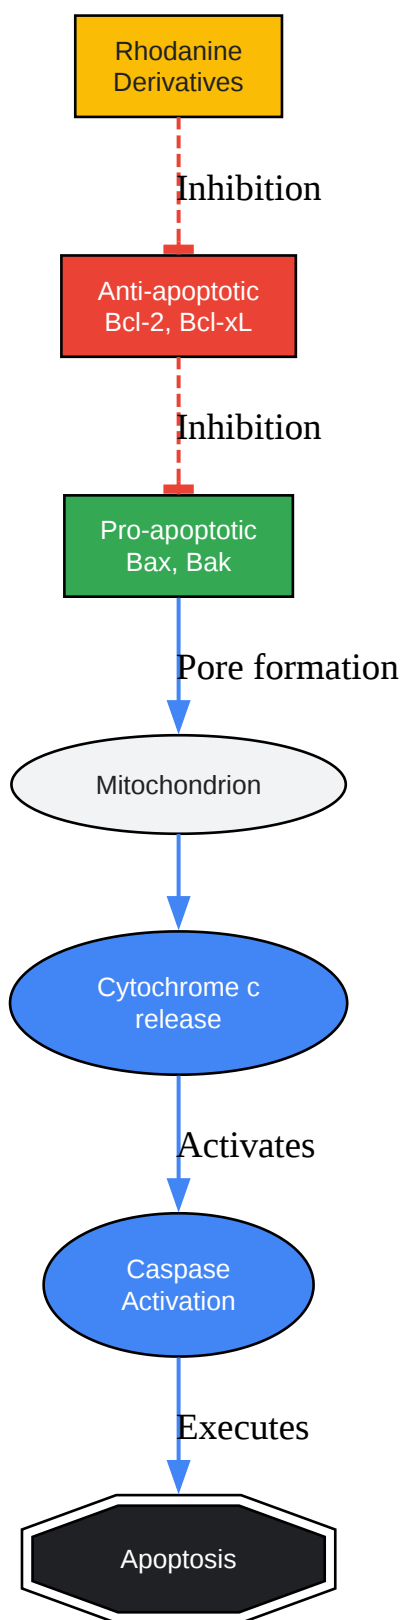 Rhodanine
Derivatives
Inhibition
Anti-apoptotic
Bcl-2, Bcl-xL
Inhibition
Pro-apoptotic
Bax, Bak
Pore formation
Mitochondrion
Cytochrome c
release
Activates
Caspase
Activation
Executes
Apoptosis